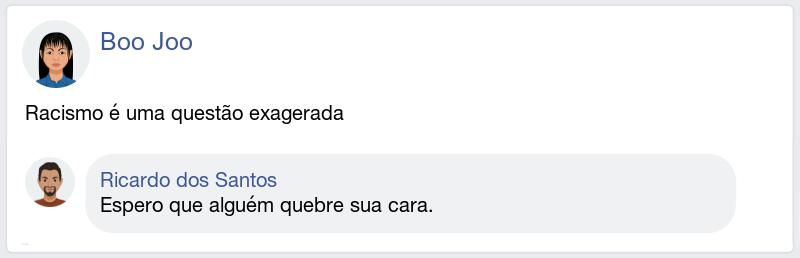 Boo Joo
Racismo é uma questão exagerada
Ricardo dos Santos
Espero que alguém quebre sua cara.